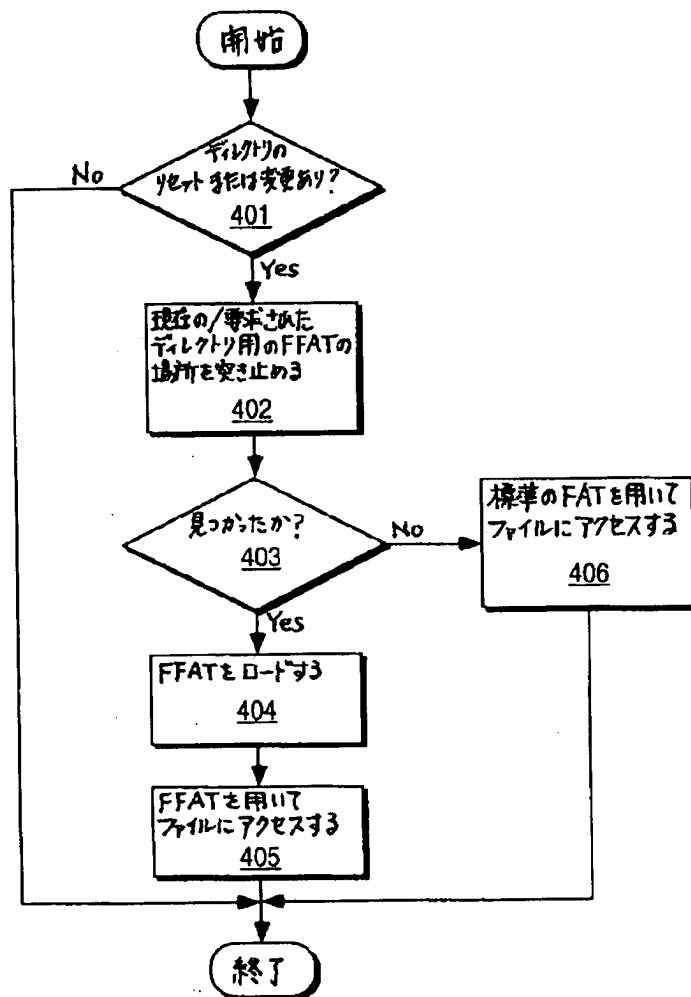 開始
ディレクトリの
リセットまたは変更あり?
401
No
Yes
現在の/要求された
ディレクトリ用のFFATの
場所を突き止める
402
見つかったか?
403
No
Yes
標準のFATを用いて
ファイルにアクセスする
406
FFATをロードする
404
FFATを用いて
ファイルにアクセスする
405
終了